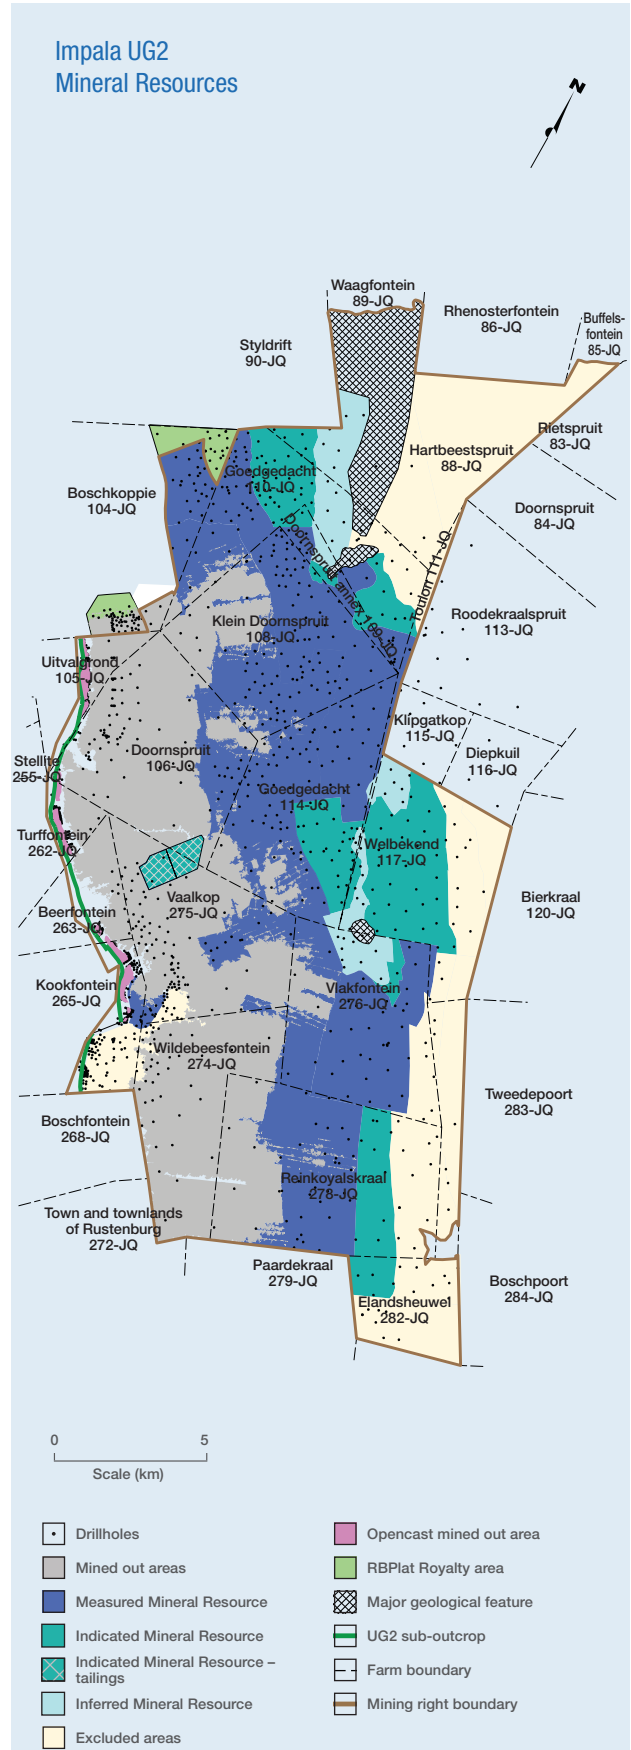 Impala UG2
Mineral Resources
N
Waagfontein
89-JQ
Rhenosterfontein
86-JQ
Buffels-
fontein
85-JQ
Styldrift
90-JQ
Rietspruit
83-JQ
Hartbeestspruit
88-JQ
Goedgedacht
110-JQ
Boschkoppie
104-JQ
Doornspruit
84-JQ
Doornspruit annex 109-JQ
Toulon 111-JQ
Klein Doornspruit
108-JQ
Roodekraalspruit
113-JQ
Uitvalgrond
105-JQ
Klipgatkop
115-JQ
Doornspruit
106-JQ
Diepkuil
116-JQ
Stellite
255-JQ
Goedgedacht
114-JQ
Turffontein
262-JQ
Welbekend
117-JQ
Vaalkop
275-JQ
Bierkraal
120-JQ
Beerfontein
263-JQ
Kookfontein
265-JQ
Vlakfontein
276-JQ
Wildebeesfontein
274-JQ
Tweedepoort
283-JQ
Boschfontein
268-JQ
Reinkoyalskraal
278-JQ
Town and townlands
of Rustenburg
272-JQ
Paardekraal
279-JQ
Boschpoort
284-JQ
Elandsheuwel
282-JQ
0 5
Scale (km)
Drillholes
Mined out areas
Measured Mineral Resource
Indicated Mineral Resource
Indicated Mineral Resource –
tailings
Inferred Mineral Resource
Excluded areas
Opencast mined out area
RBPlat Royalty area
Major geological feature
UG2 sub-outcrop
Farm boundary
Mining right boundary